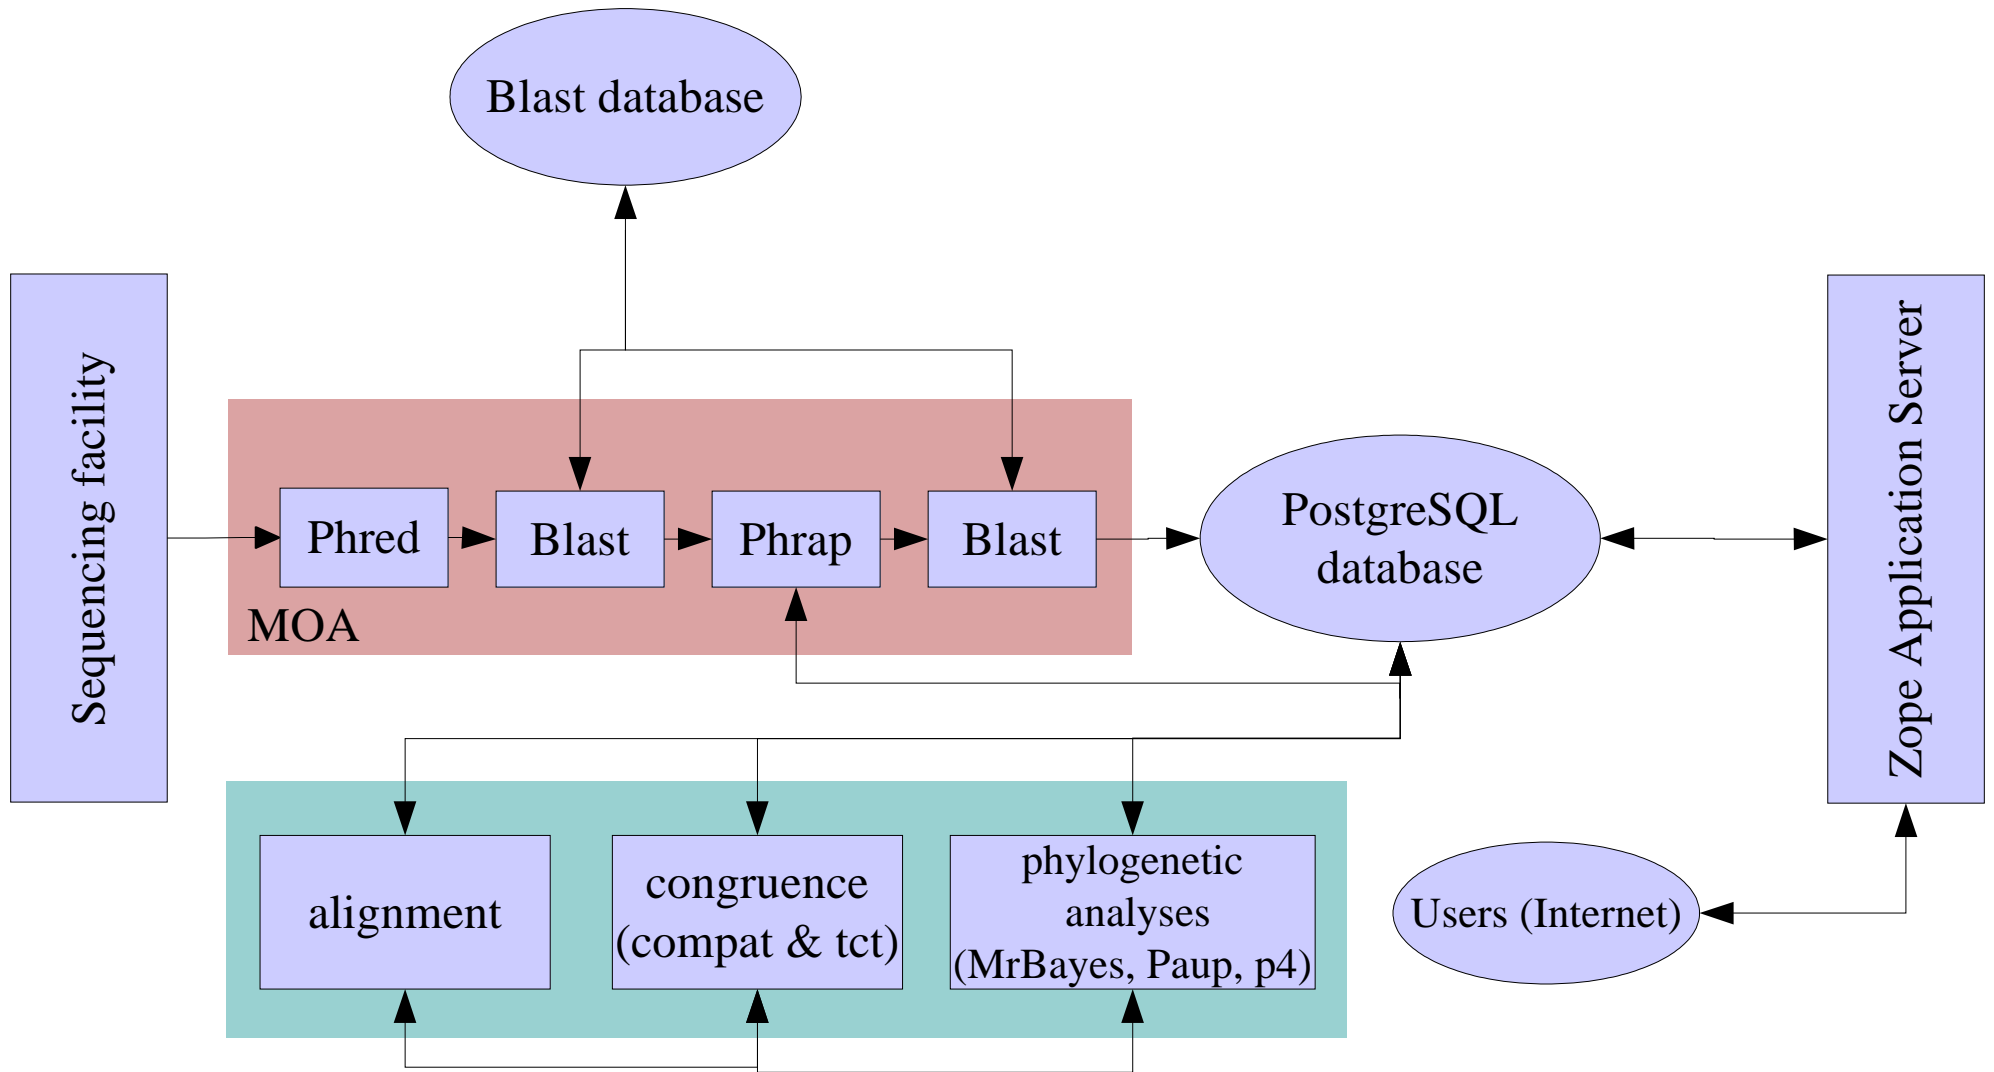 Blast database
Sequencing facility
Phred
Blast
Phrap
Blast
MOA
PostgreSQL
database
Zope Application Server
alignment
congruence
(compat & tct)
phylogenetic
analyses
(MrBayes, Paup, p4)
Users (Internet)